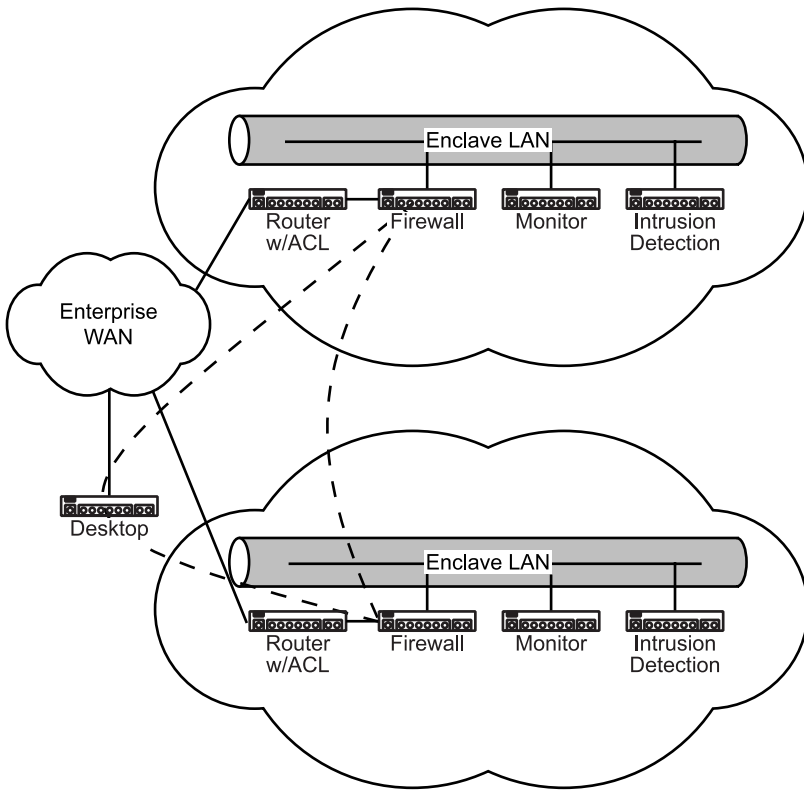 Enclave LAN
Router
w/ACL
Firewall
Monitor
Intrusion
Detection
Enterprise
WAN
Desktop
Enclave LAN
Router
w/ACL
Firewall
Monitor
Intrusion
Detection